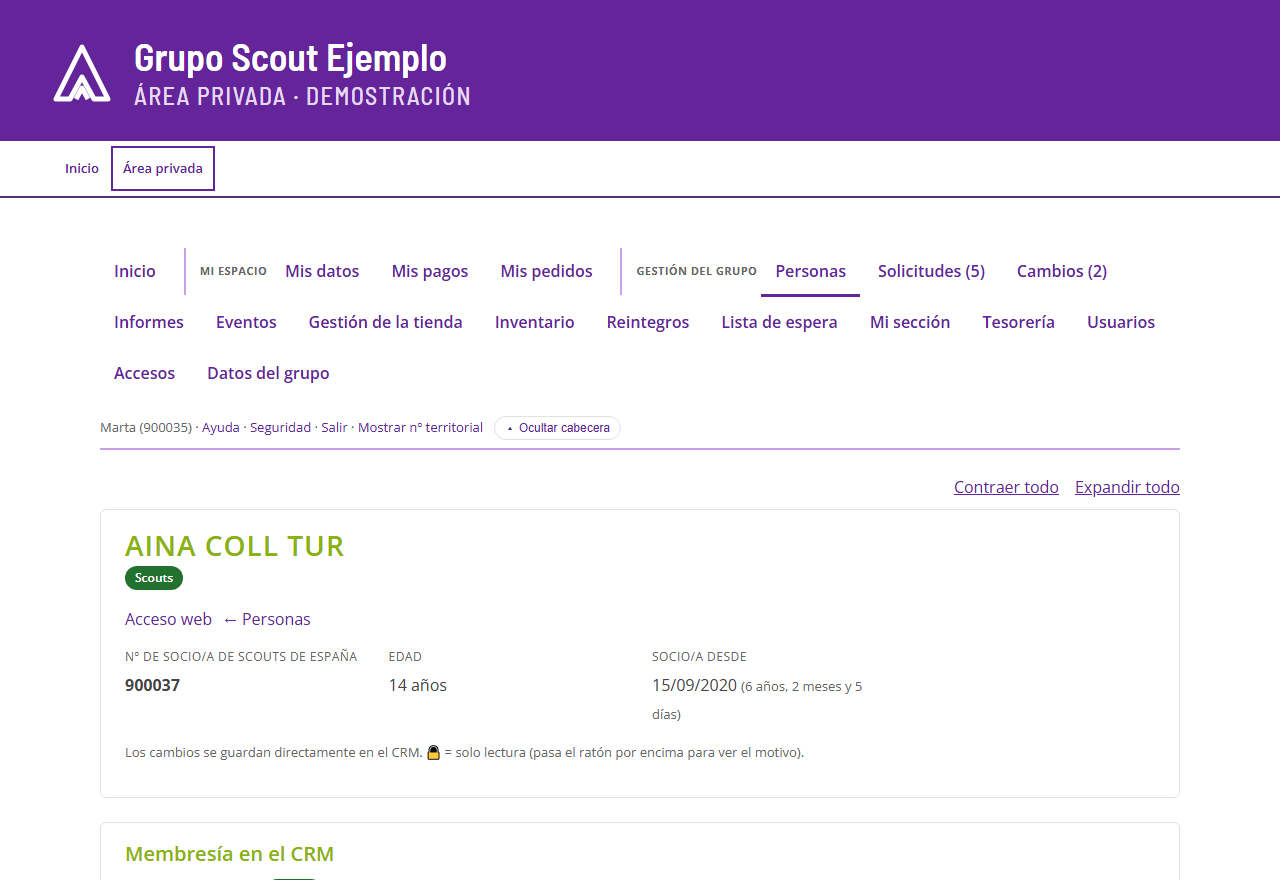 Grupo Scout Ejemplo
ÁREA PRIVADA · DEMOSTRACIÓN
Inicio Área privada
Inicio MI ESPACIO Mis datos Mis pagos Mis pedidos GESTIÓN DEL GRUPO Personas Solicitudes (5) Cambios (2)
Informes Eventos Gestión de la tienda Inventario Reintegros Lista de espera Mi sección Tesorería Usuarios
Accesos Datos del grupo
Marta (900035) · Ayuda · Seguridad · Salir · Mostrar nº territorial ▲ Ocultar cabecera
Contraer todo Expandir todo
AINA COLL TUR
Scouts
Acceso web ← Personas
Nº DE SOCIO/A DE SCOUTS DE ESPAÑA EDAD SOCIO/A DESDE
900037 14 años 15/09/2020 (6 años, 2 meses y 5
días)
Los cambios se guardan directamente en el CRM. 🔒 = solo lectura (pasa el ratón por encima para ver el motivo).
Membresía en el CRM